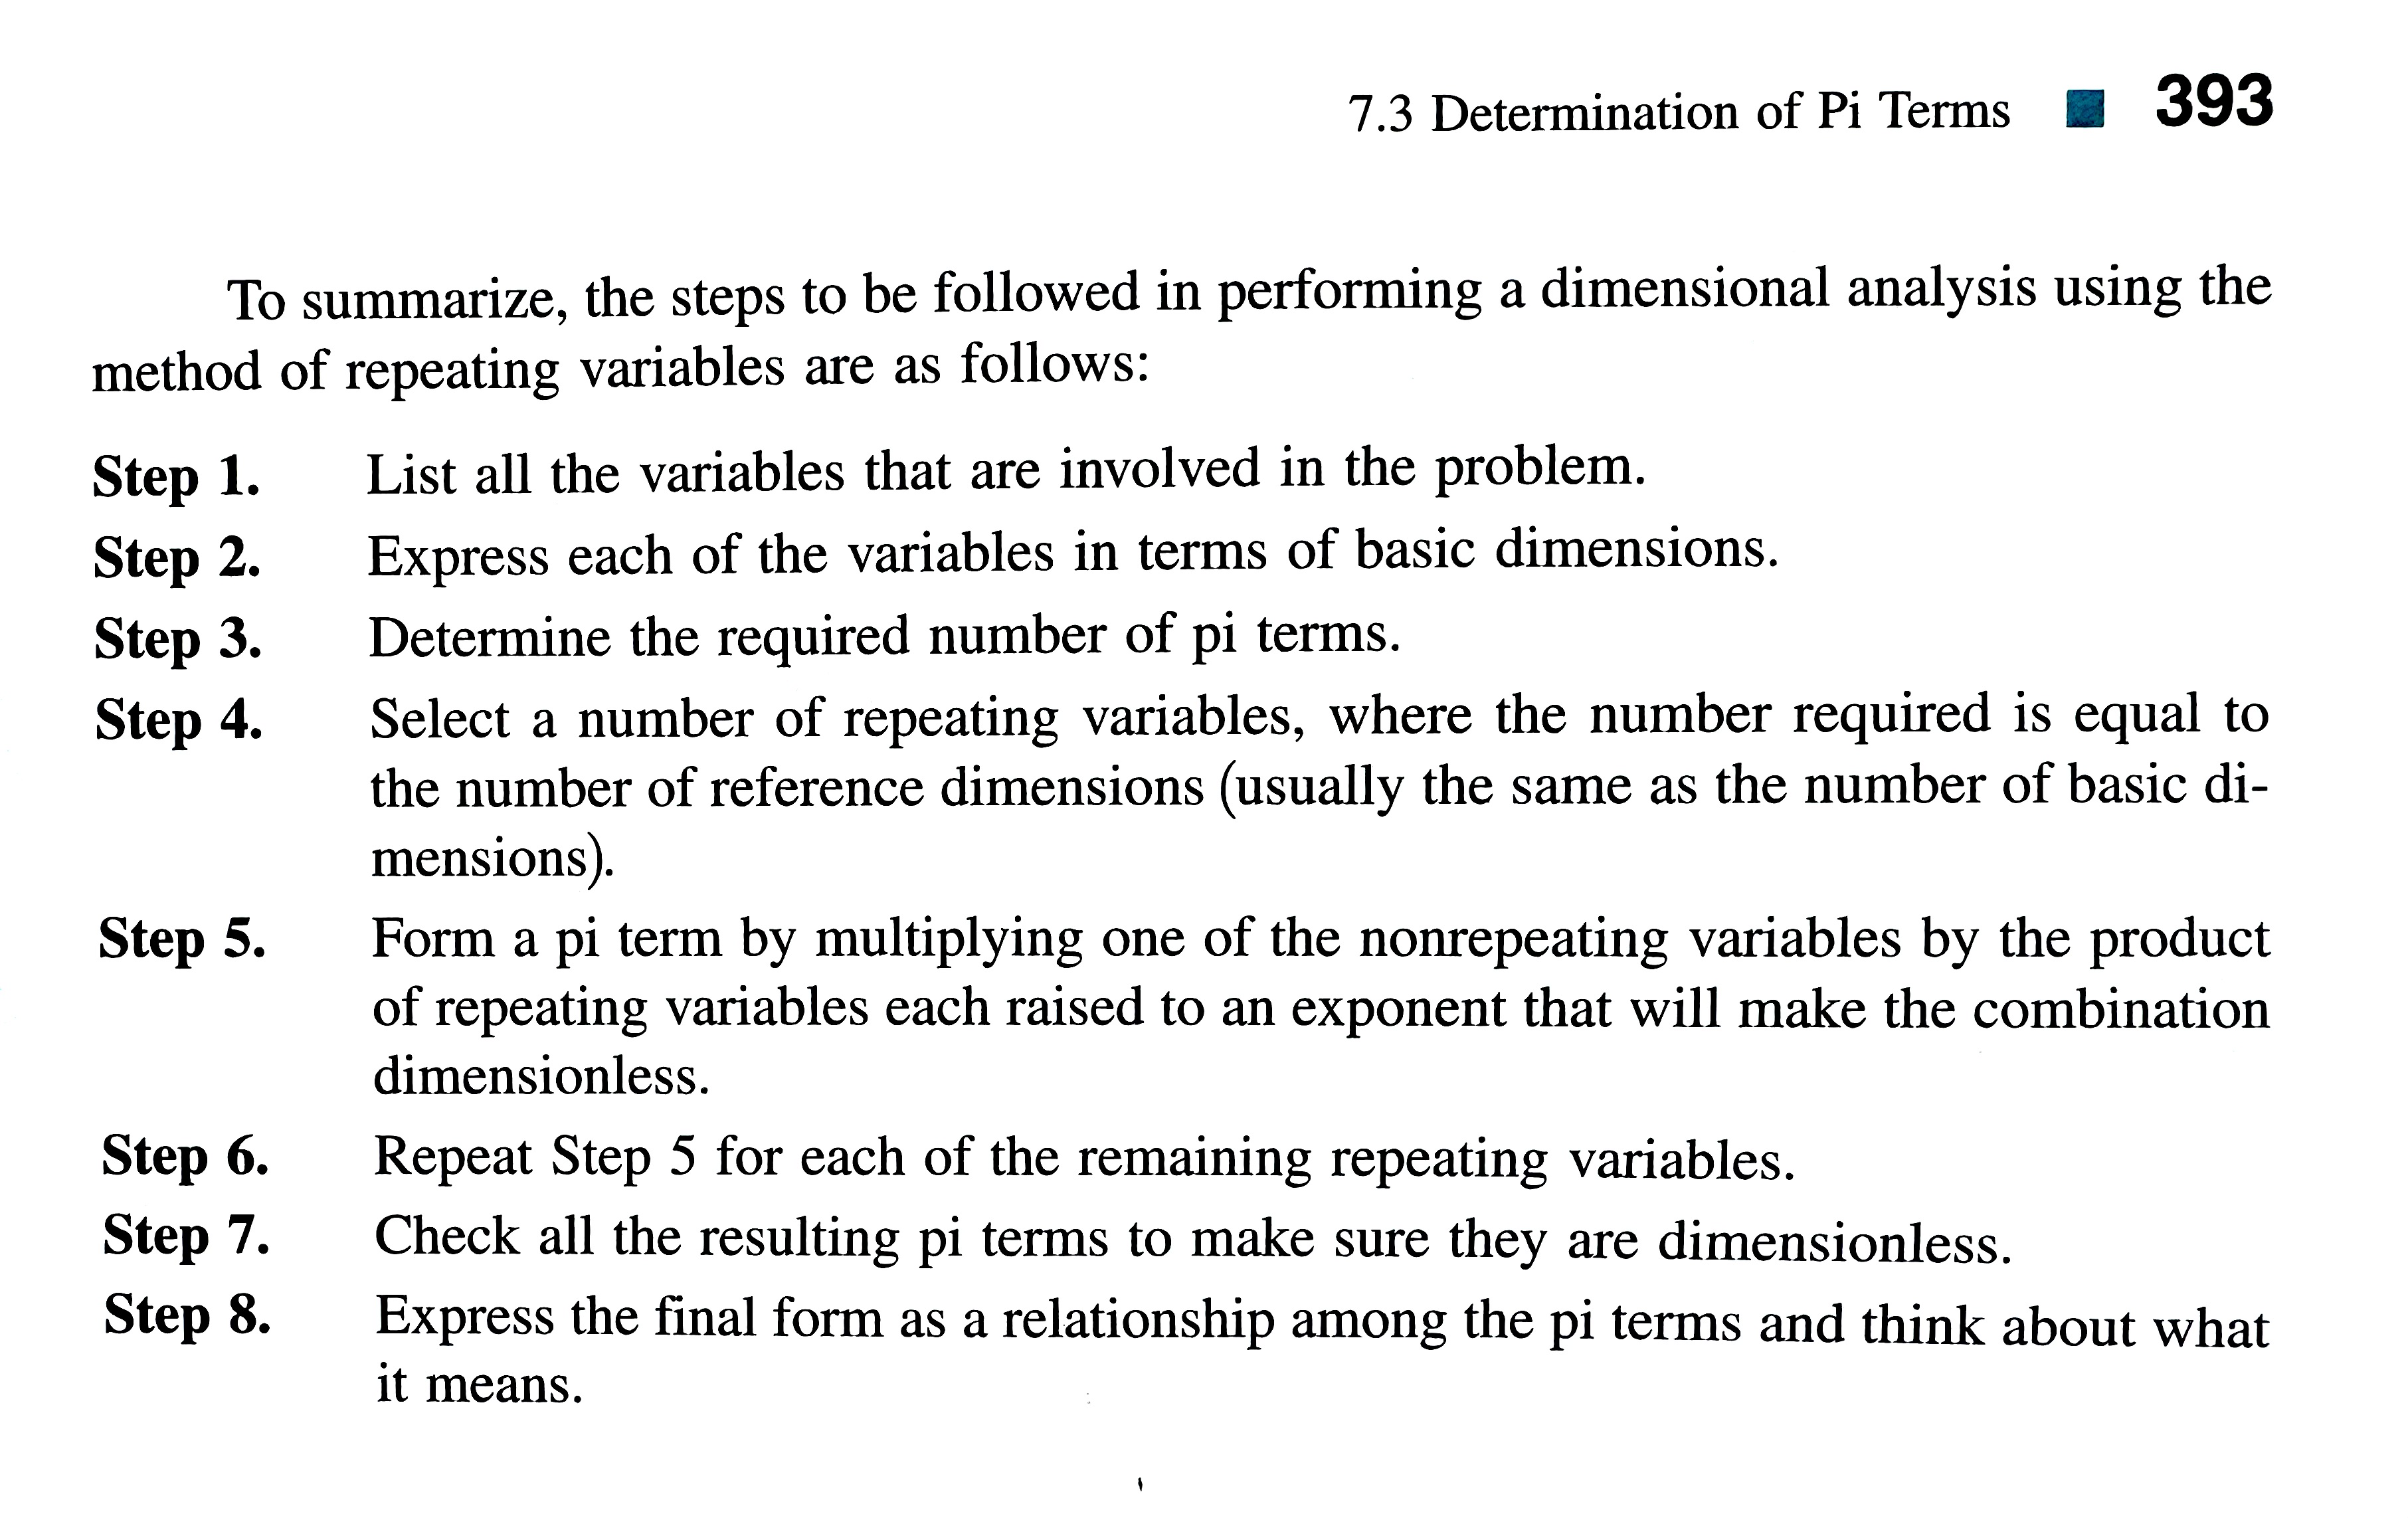 7.3 Determination of Pi Terms ■ 393
To summarize, the steps to be followed in performing a dimensional analysis using the
method of repeating variables are as follows:
Step 1. List all the variables that are involved in the problem.
Step 2. Express each of the variables in terms of basic dimensions.
Step 3. Determine the required number of pi terms.
Step 4. Select a number of repeating variables, where the number required is equal to
the number of reference dimensions (usually the same as the number of basic di-
mensions).
Step 5. Form a pi term by multiplying one of the nonrepeating variables by the product
of repeating variables each raised to an exponent that will make the combination
dimensionless.
Step 6. Repeat Step 5 for each of the remaining repeating variables.
Step 7. Check all the resulting pi terms to make sure they are dimensionless.
Step 8. Express the final form as a relationship among the pi terms and think about what
it means.